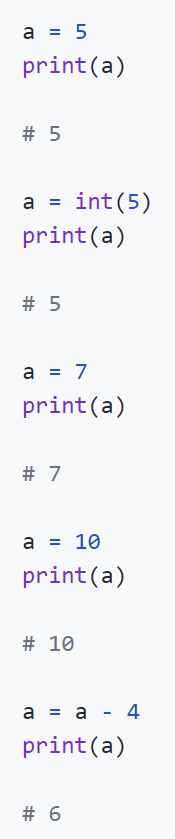 a = 5
print(a)
# 5
a = int(5)
print(a)
# 5
a = 7
print(a)
# 7
a = 10
print(a)
# 10
a = a - 4
print(a)
# 6